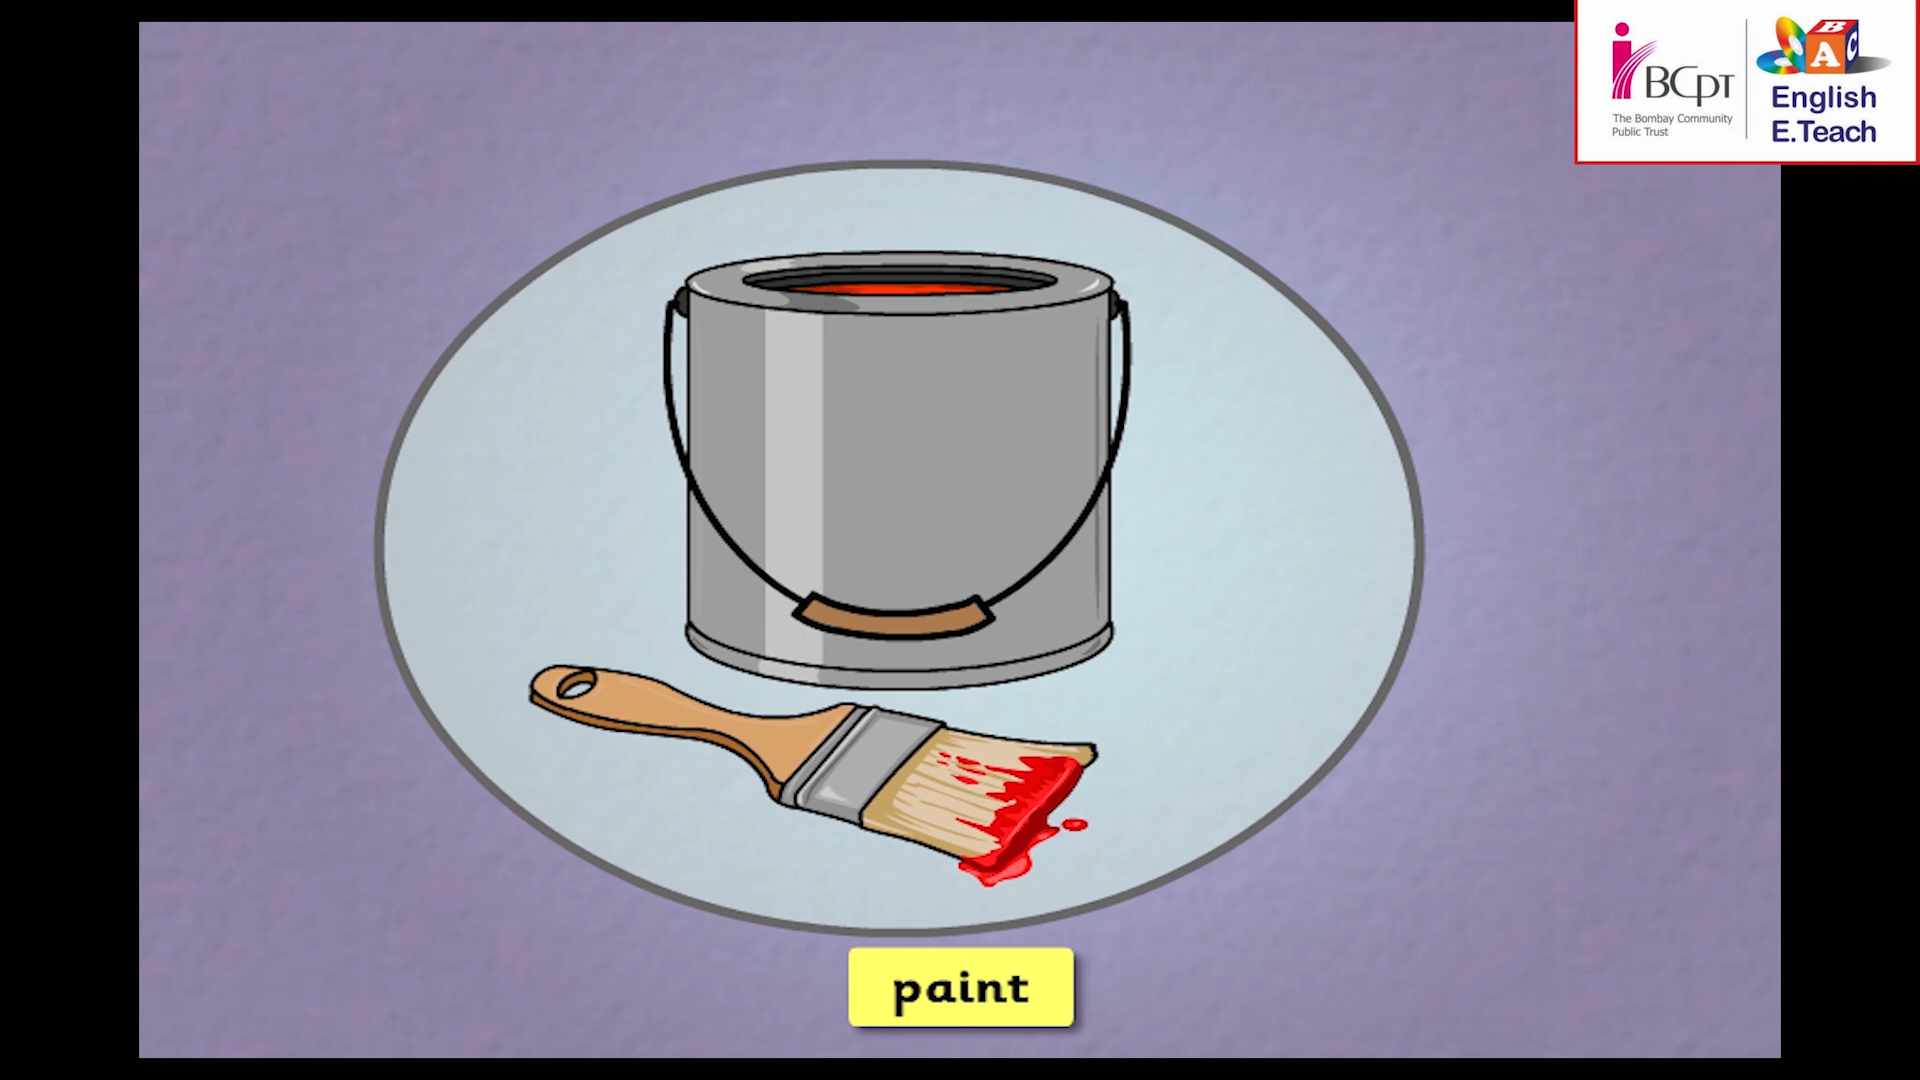 BCPT
The Bombay Community
Public Trust
B
A
C
English
E.Teach
paint